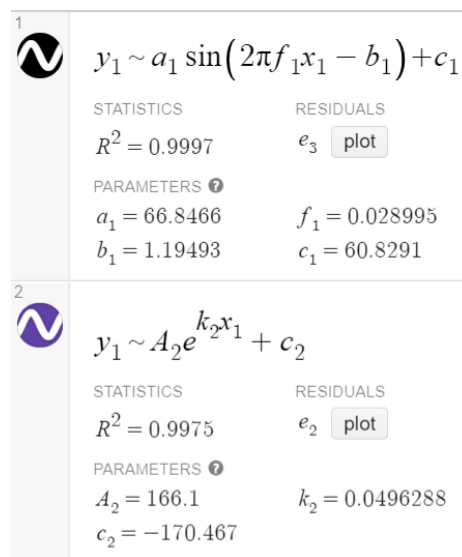 1
y₁ ~ a₁ sin(2πf₁x₁ − b₁)+c₁
STATISTICS RESIDUALS
R² = 0.9997 e₃ plot
PARAMETERS ?
a₁ = 66.8466 f₁ = 0.028995
b₁ = 1.19493 c₁ = 60.8291
2
y₁ ~ A₂e^(k₂x₁) + c₂
STATISTICS RESIDUALS
R² = 0.9975 e₂ plot
PARAMETERS ?
A₂ = 166.1 k₂ = 0.0496288
c₂ = −170.467